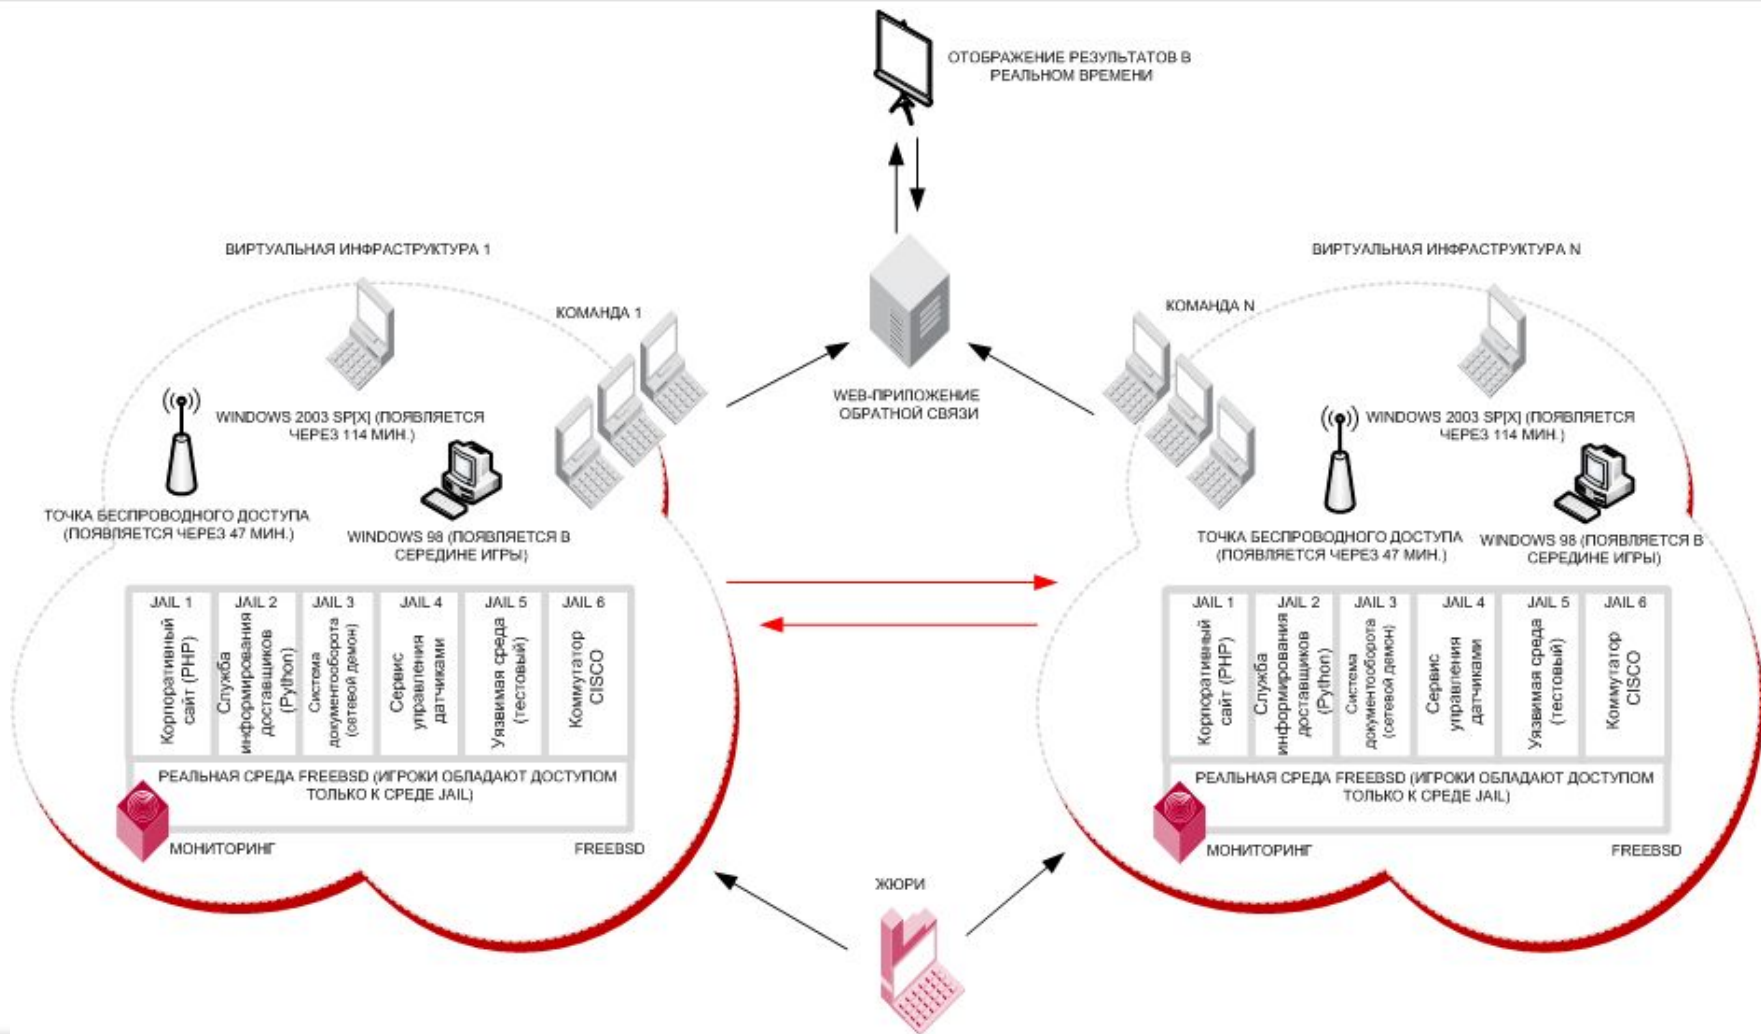 ОТОБРАЖЕНИЕ РЕЗУЛЬТАТОВ В
РЕАЛЬНОМ ВРЕМЕНИ
ВИРТУАЛЬНАЯ ИНФРАСТРУКТУРА 1
КОМАНДА 1
WINDOWS 2003 SP[X] (ПОЯВЛЯЕТСЯ
ЧЕРЕЗ 114 МИН.)
ТОЧКА БЕСПРОВОДНОГО ДОСТУПА
(ПОЯВЛЯЕТСЯ ЧЕРЕЗ 47 МИН.)
WINDOWS 98 (ПОЯВЛЯЕТСЯ В
СЕРЕДИНЕ ИГРЫ)
JAIL 1
Корпоративный
сайт (PHP)
JAIL 2
Служба
информирования
доставщиков
(Python)
JAIL 3
Система
документооборота
(сетевой демон)
JAIL 4
Сервис
управления
датчиками
JAIL 5
Уязвимая среда
(тестовый)
JAIL 6
Коммутатор
CISCO
РЕАЛЬНАЯ СРЕДА FREEBSD (ИГРОКИ ОБЛАДАЮТ ДОСТУПОМ
ТОЛЬКО К СРЕДЕ JAIL)
МОНИТОРИНГ
FREEBSD
WEB-ПРИЛОЖЕНИЕ
ОБРАТНОЙ СВЯЗИ
ЖЮРИ
ВИРТУАЛЬНАЯ ИНФРАСТРУКТУРА N
КОМАНДА N
WINDOWS 2003 SP[X] (ПОЯВЛЯЕТСЯ
ЧЕРЕЗ 114 МИН.)
ТОЧКА БЕСПРОВОДНОГО ДОСТУПА
(ПОЯВЛЯЕТСЯ ЧЕРЕЗ 47 МИН.)
WINDOWS 98 (ПОЯВЛЯЕТСЯ В
СЕРЕДИНЕ ИГРЫ)
JAIL 1
Корпоративный
сайт (PHP)
JAIL 2
Служба
информирования
доставщиков
(Python)
JAIL 3
Система
документооборота
(сетевой демон)
JAIL 4
Сервис
управления
датчиками
JAIL 5
Уязвимая среда
(тестовый)
JAIL 6
Коммутатор
CISCO
РЕАЛЬНАЯ СРЕДА FREEBSD (ИГРОКИ ОБЛАДАЮТ ДОСТУПОМ
ТОЛЬКО К СРЕДЕ JAIL)
МОНИТОРИНГ
FREEBSD